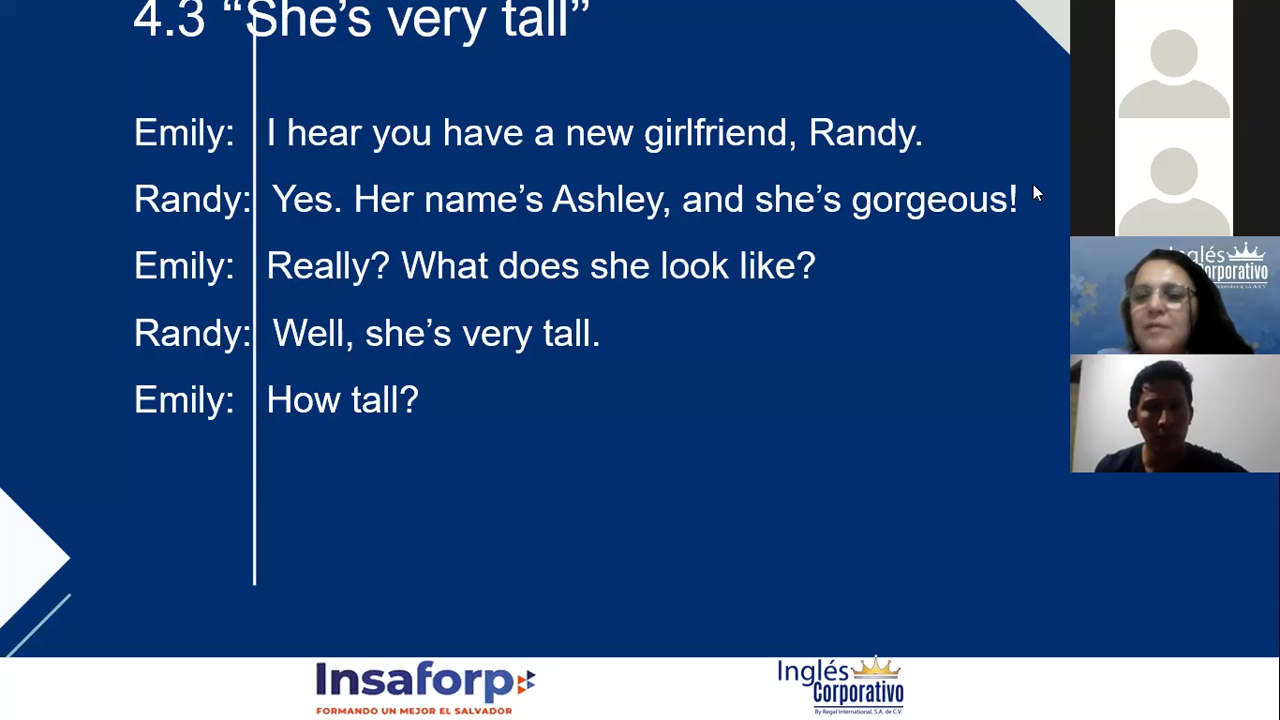 4.3 “She’s very tall”
Emily: I hear you have a new girlfriend, Randy.
Randy: Yes. Her name’s Ashley, and she’s gorgeous!
Emily: Really? What does she look like?
Randy: Well, she’s very tall.
Emily: How tall?
Inglés
Corporativo
Insaforp
FORMANDO UN MEJOR EL SALVADOR
Inglés
Corporativo
By Regal International, S.A. de C.V.